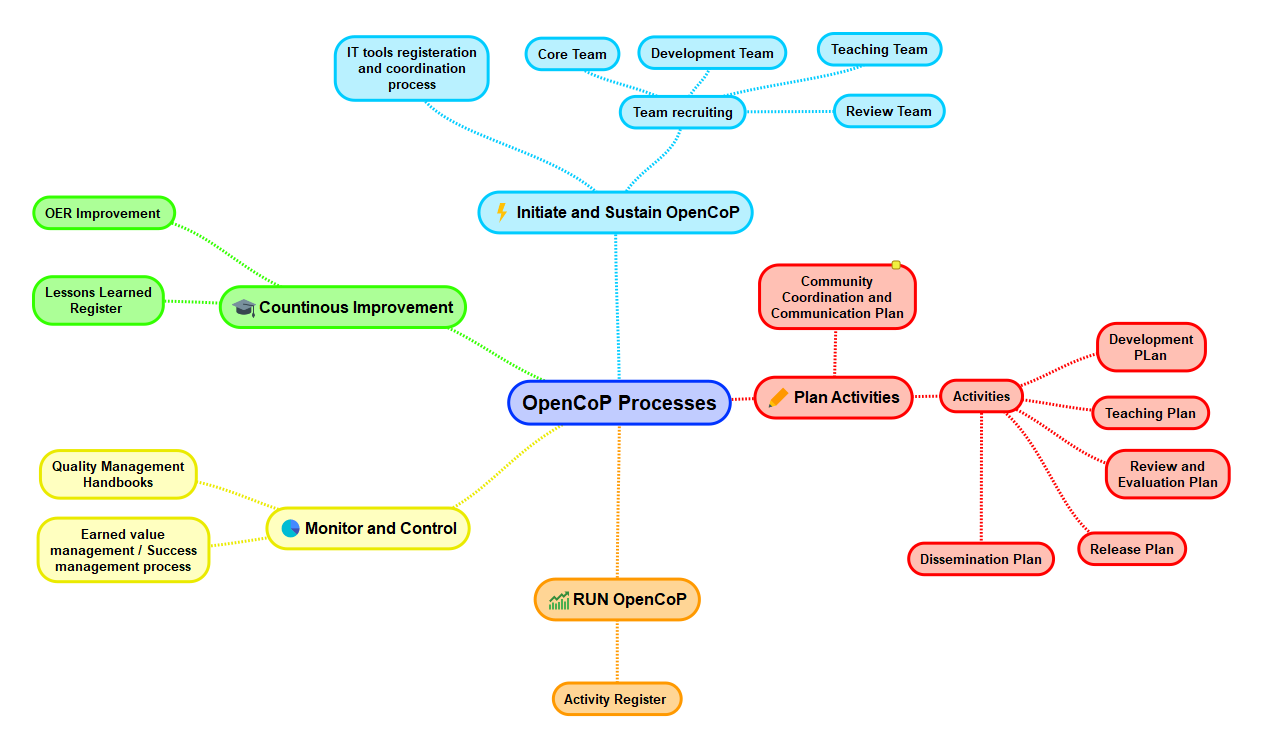 IT tools registeration
and coordination
process
Core Team
Development Team
Teaching Team
Team recruiting
Review Team
Initiate and Sustain OpenCoP
OER Improvement
Lessons Learned
Register
Countinous Improvement
Community
Coordination and
Communication Plan
OpenCoP Processes
Plan Activities
Activities
Development
PLan
Teaching Plan
Review and
Evaluation Plan
Release Plan
Dissemination Plan
Quality Management
Handbooks
Monitor and Control
Earned value
management / Success
management process
RUN OpenCoP
Activity Register